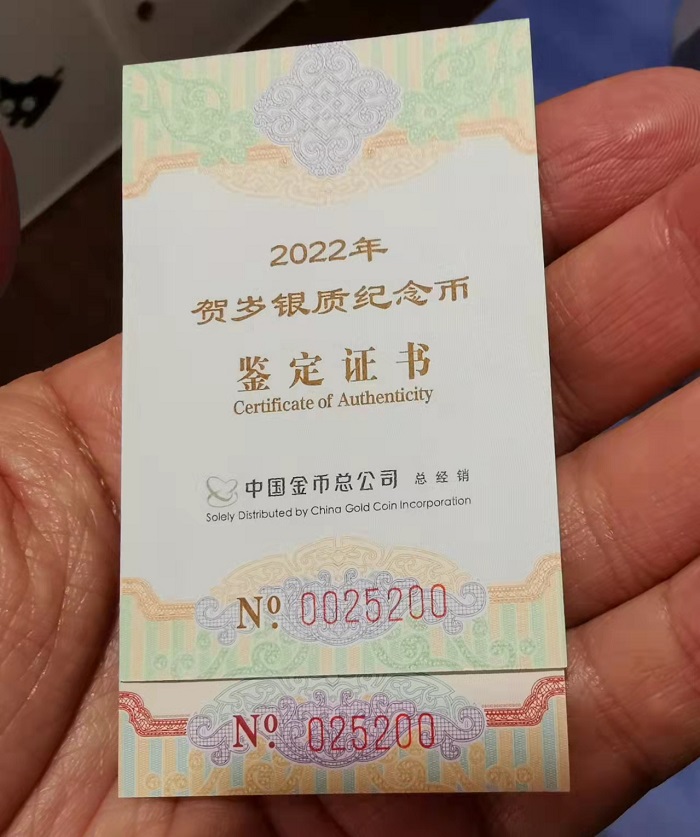 2022年
贺岁银质纪念币
鉴定证书
Certificate of Authenticity
中国金币总公司 总经销
Solely Distributed by China Gold Coin Incorporation
Nº. 0025200
Nº. 025200